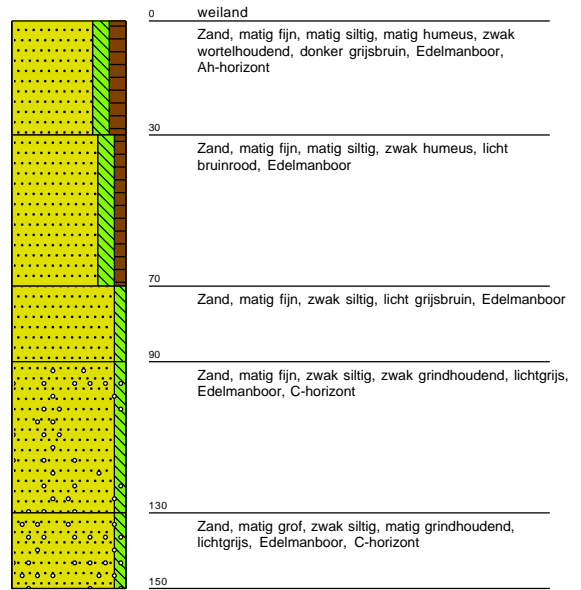 0 weiland
Zand, matig fijn, matig siltig, matig humeus, zwak
wortelhoudend, donker grijsbruin, Edelmanboor,
Ah-horizont
30
Zand, matig fijn, matig siltig, zwak humeus, licht
bruinrood, Edelmanboor
70
Zand, matig fijn, zwak siltig, licht grijsbruin, Edelmanboor
90
Zand, matig fijn, zwak siltig, zwak grindhoudend, lichtgrijs,
Edelmanboor, C-horizont
130
Zand, matig grof, zwak siltig, matig grindhoudend,
lichtgrijs, Edelmanboor, C-horizont
150